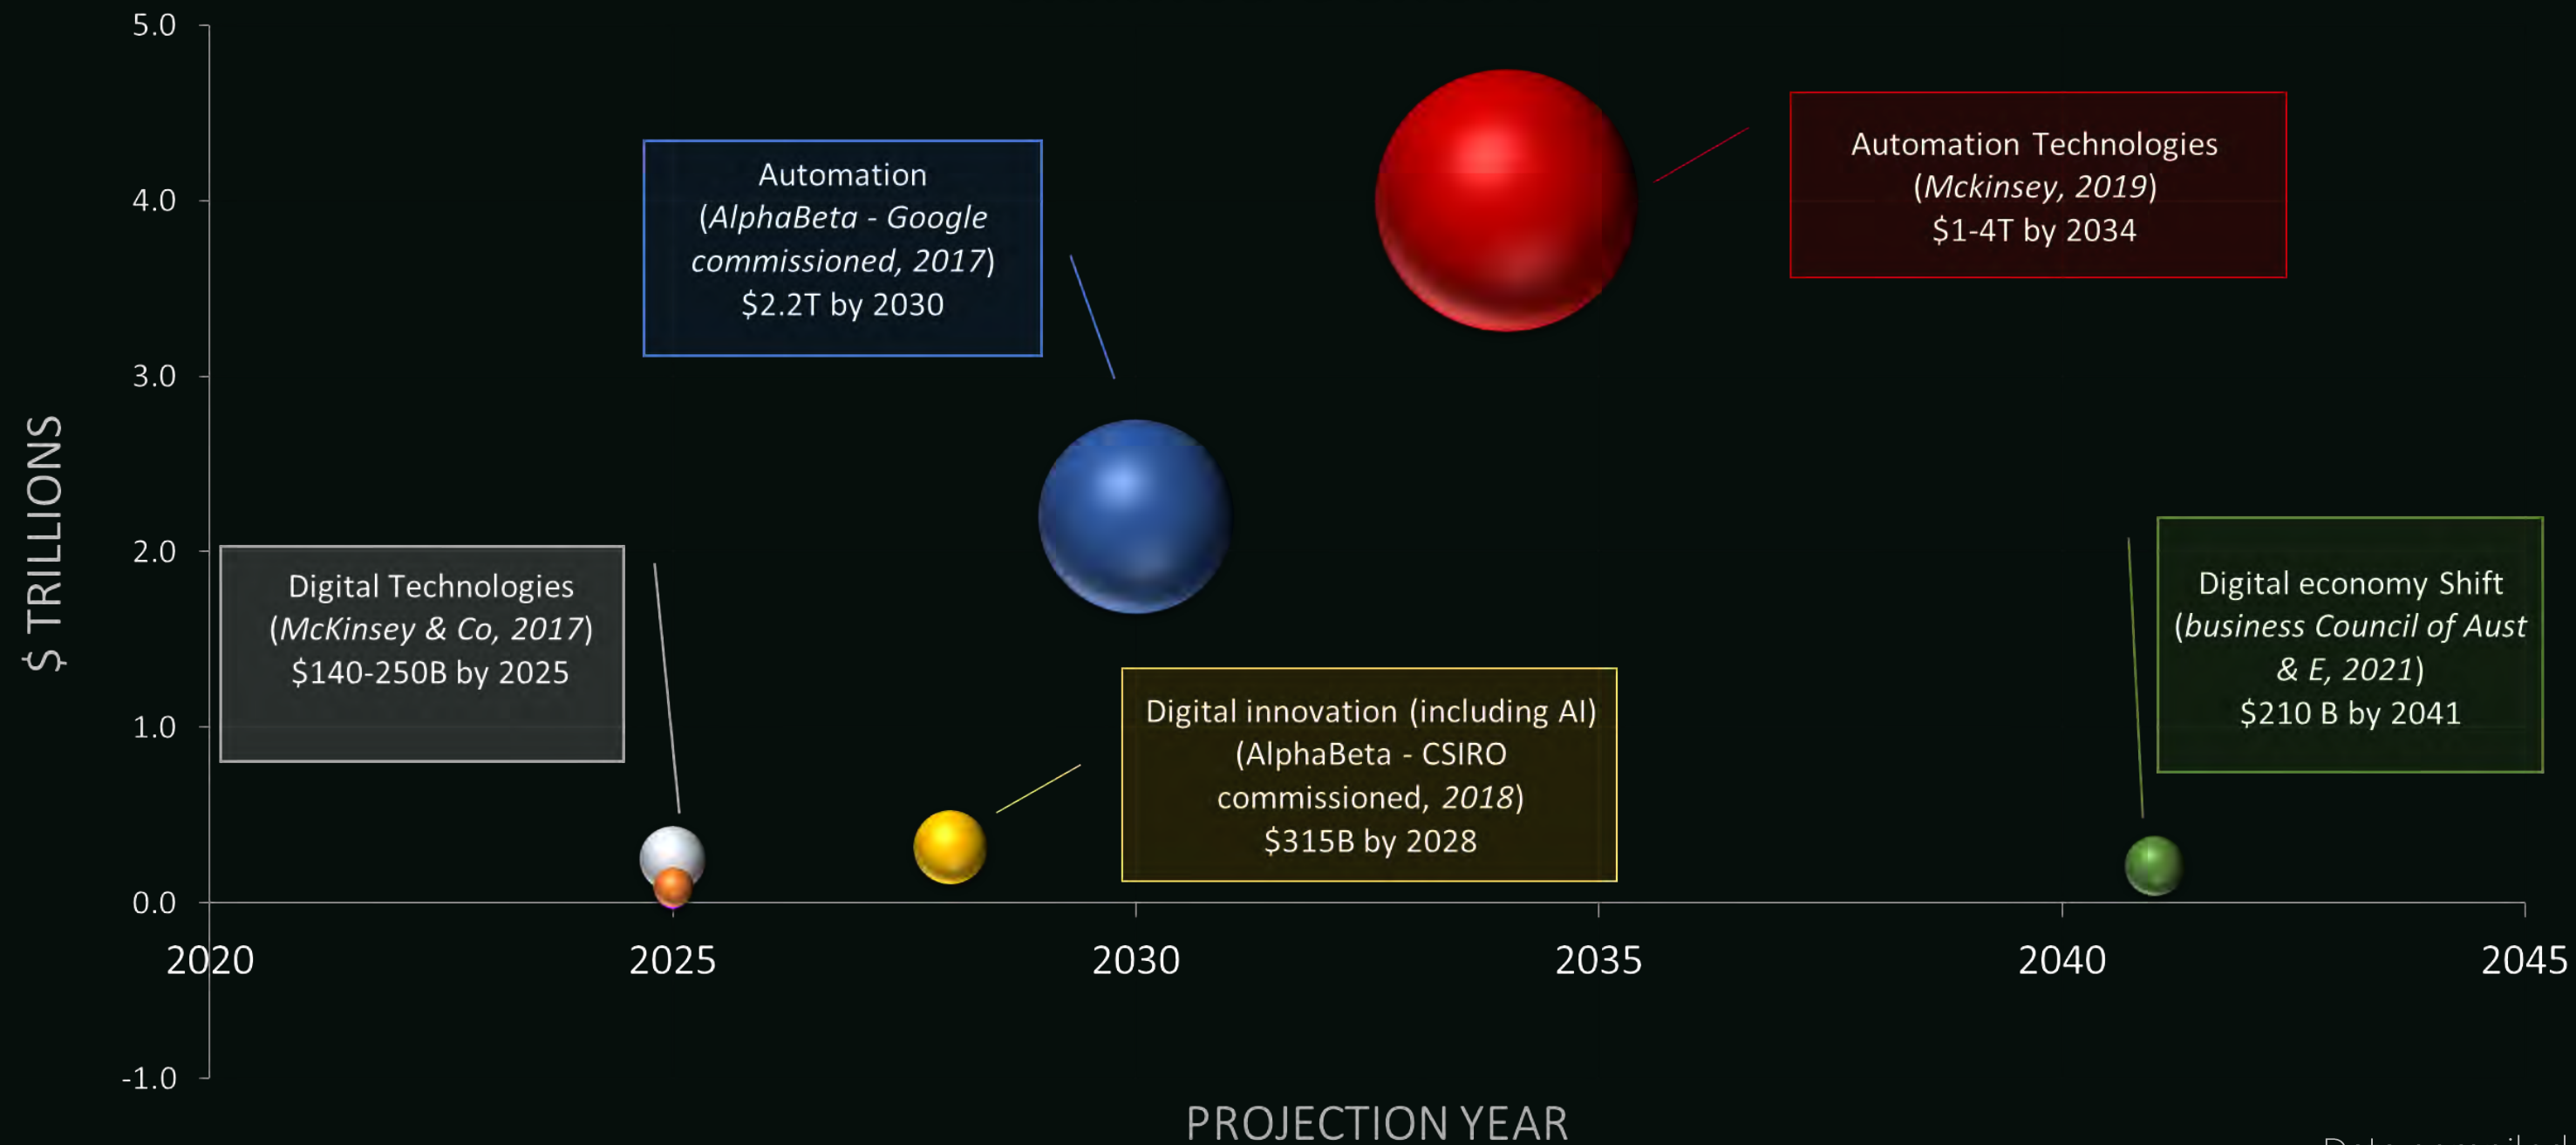 5.0
4.0
3.0
2.0
1.0
0.0
-1.0
$ TRILLIONS
Automation
(AlphaBeta - Google
commissioned, 2017)
$2.2T by 2030
Automation Technologies
(Mckinsey, 2019)
$1-4T by 2034
Digital Technologies
(McKinsey & Co, 2017)
$140-250B by 2025
Digital innovation (including AI)
(AlphaBeta - CSIRO
commissioned, 2018)
$315B by 2028
Digital economy Shift
(business Council of Aust
& E, 2021)
$210 B by 2041
2020
2025
2030
2035
2040
2045
PROJECTION YEAR